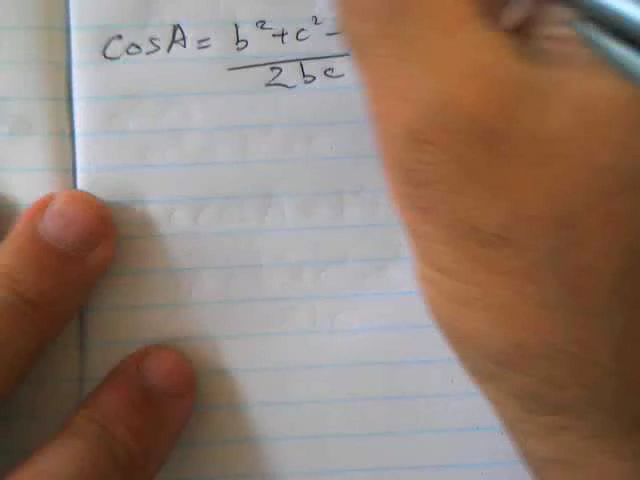 cosA = b²+c² -
2bc